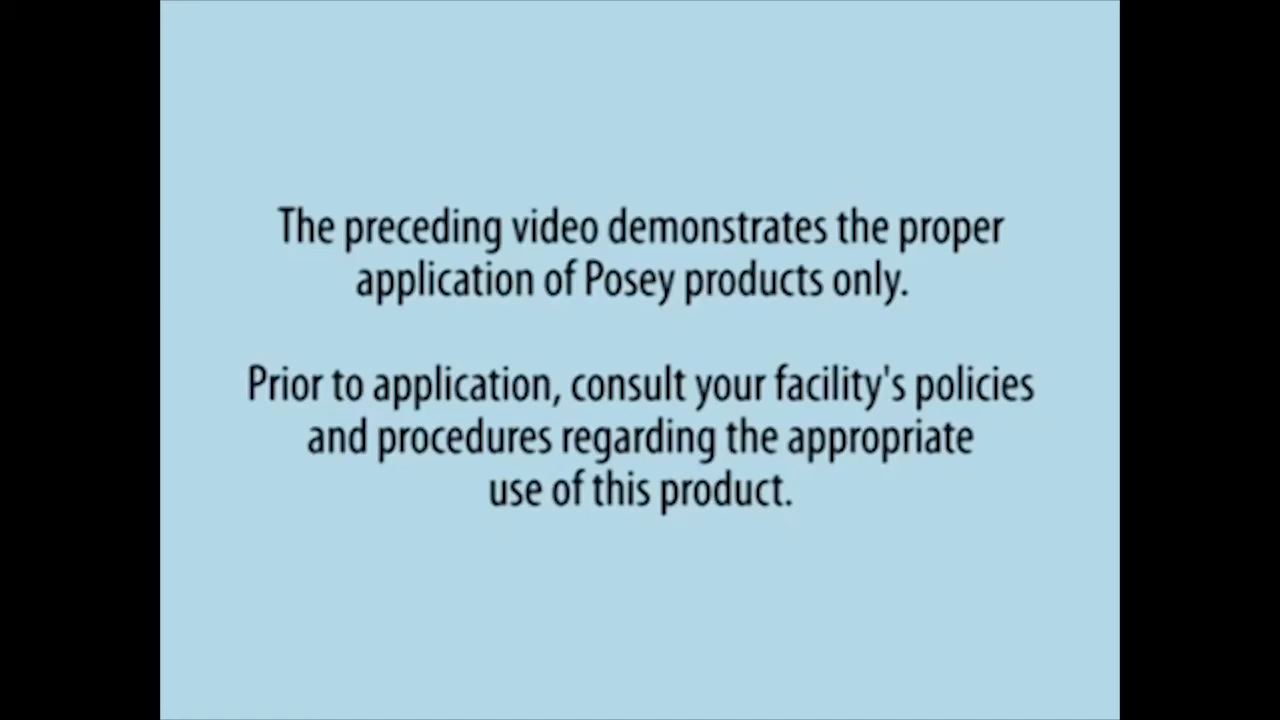 The preceding video demonstrates the proper
application of Posey products only.
Prior to application, consult your facility's policies
and procedures regarding the appropriate
use of this product.